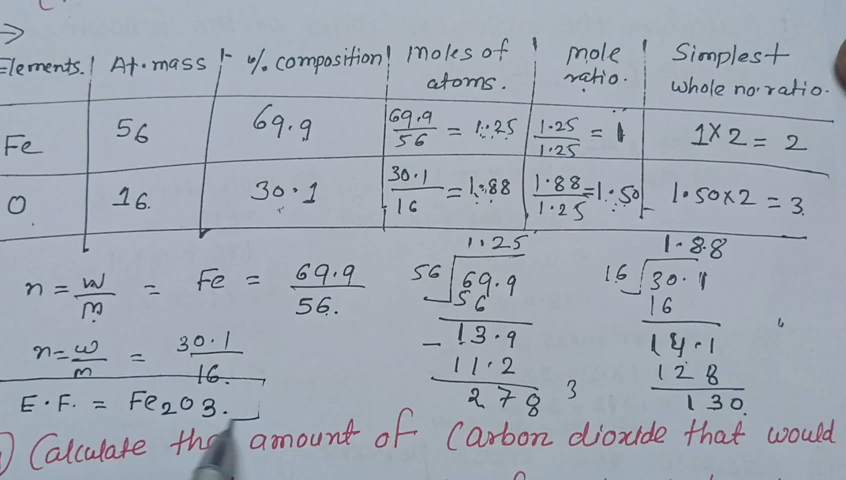 ⇒
Elements. At. mass % composition moles of atoms. mole ratio. Simplest whole no. ratio.
Fe 56 69.9 69.9/56 = 1.25 1.25/1.25 = 1 1×2 = 2
O 16. 30.1 30.1/16 = 1.88 1.88/1.25 = 1.50 1.50×2 = 3
n = w/m = Fe = 69.9/56.
n = w/m = 30.1/16.
E.F. = Fe2O3.
1.25
56 69.9
56
- 13.9
11.2
278 3
1.88
16 30.1
16
14.1
128
130
) Calculate the amount of Carbon dioxide that would